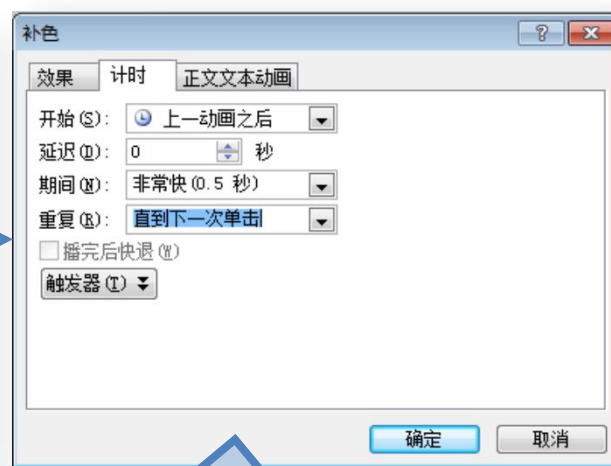 补色
效果 计时 正文文本动画
开始(S): 上一动画之后
延迟(D): 0 秒
期间(N): 非常快(0.5 秒)
重复(R): 直到下一次单击
播完后快退(W)
触发器(T)
确定 取消